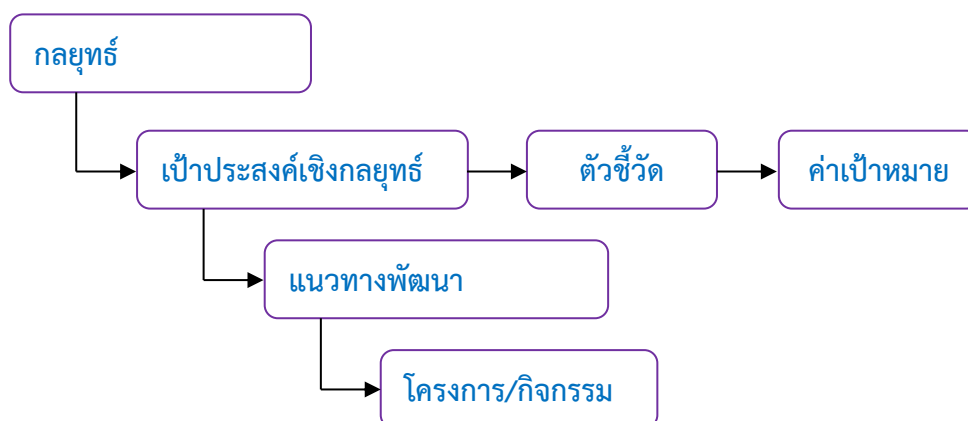 กลยุทธ์
เป้าประสงค์เชิงกลยุทธ์
ตัวชี้วัด
ค่าเป้าหมาย
แนวทางพัฒนา
โครงการ/กิจกรรม